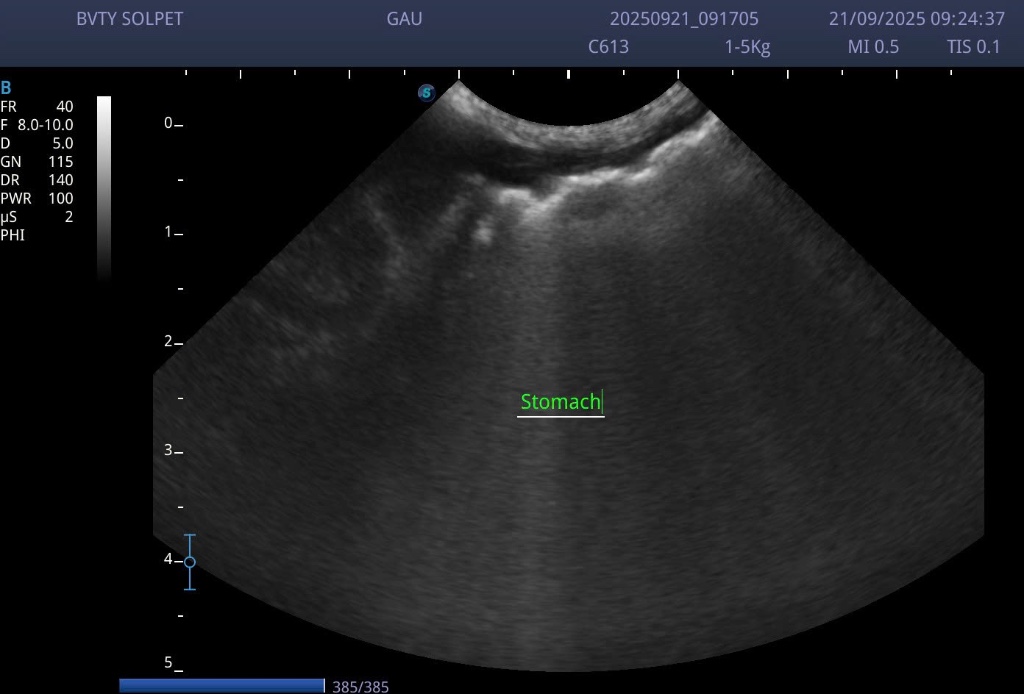 BVTY SOLPET GAU 20250921_091705 21/09/2025 09:24:37
C613 1-5Kg MI 0.5 TIS 0.1
B
FR 40
F 8.0-10.0
D 5.0
GN 115
DR 140
PWR 100
µS 2
PHI
S
0
1
2
Stomach
3
4
5
385/385